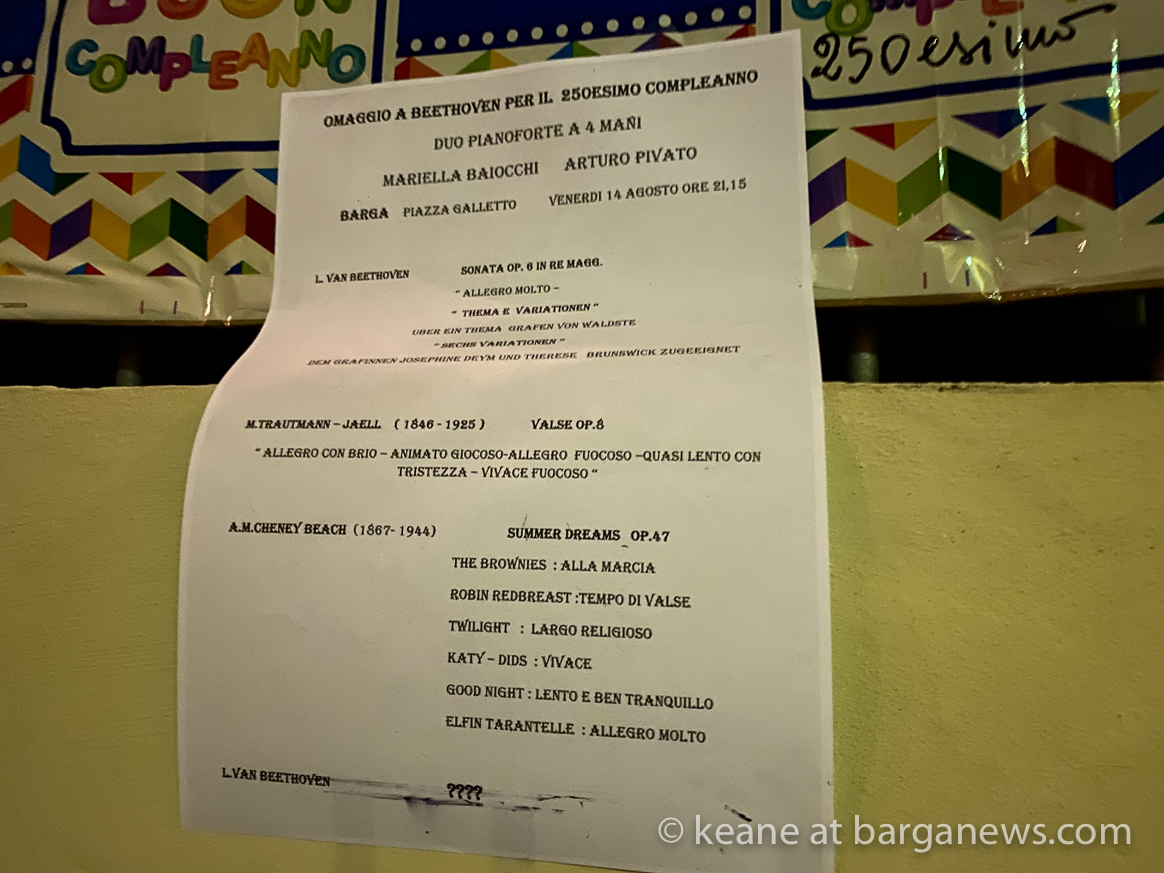 BUON
COMPLEANNO
250esimo
OMAGGIO A BEETHOVEN PER IL 250ESIMO COMPLEANNO
DUO PIANOFORTE A 4 MANI
MARIELLA BAIOCCHI ARTURO PIVATO
BARGA PIAZZA GALLETTO VENERDI 14 AGOSTO ORE 21,15
L. VAN BEETHOVEN SONATA OP. 6 IN RE MAGG.
" ALLEGRO MOLTO –
" THEMA E VARIATIONEN "
UBER EIN THEMA GRAFEN VON WALDSTE
"SECHS VARIATIONEN "
DEM GRAFINNEN JOSEPHINE DEYM UND THERESE BRUNSWICK ZUGEEIGNET
M.TRAUTMANN – JAELL ( 1846 - 1925 ) VALSE OP.8
" ALLEGRO CON BRIO – ANIMATO GIOCOSO-ALLEGRO FUOCOSO –QUASI LENTO CON
TRISTEZZA – VIVACE FUOCOSO "
A.M.CHENEY BEACH (1867- 1944) SUMMER DREAMS _OP.47
THE BROWNIES : ALLA MARCIA
ROBIN REDBREAST :TEMPO DI VALSE
TWILIGHT : LARGO RELIGIOSO
KATY – DIDS : VIVACE
GOOD NIGHT : LENTO E BEN TRANQUILLO
ELFIN TARANTELLE : ALLEGRO MOLTO
L.VAN BEETHOVEN ????
© keane at barganews.com